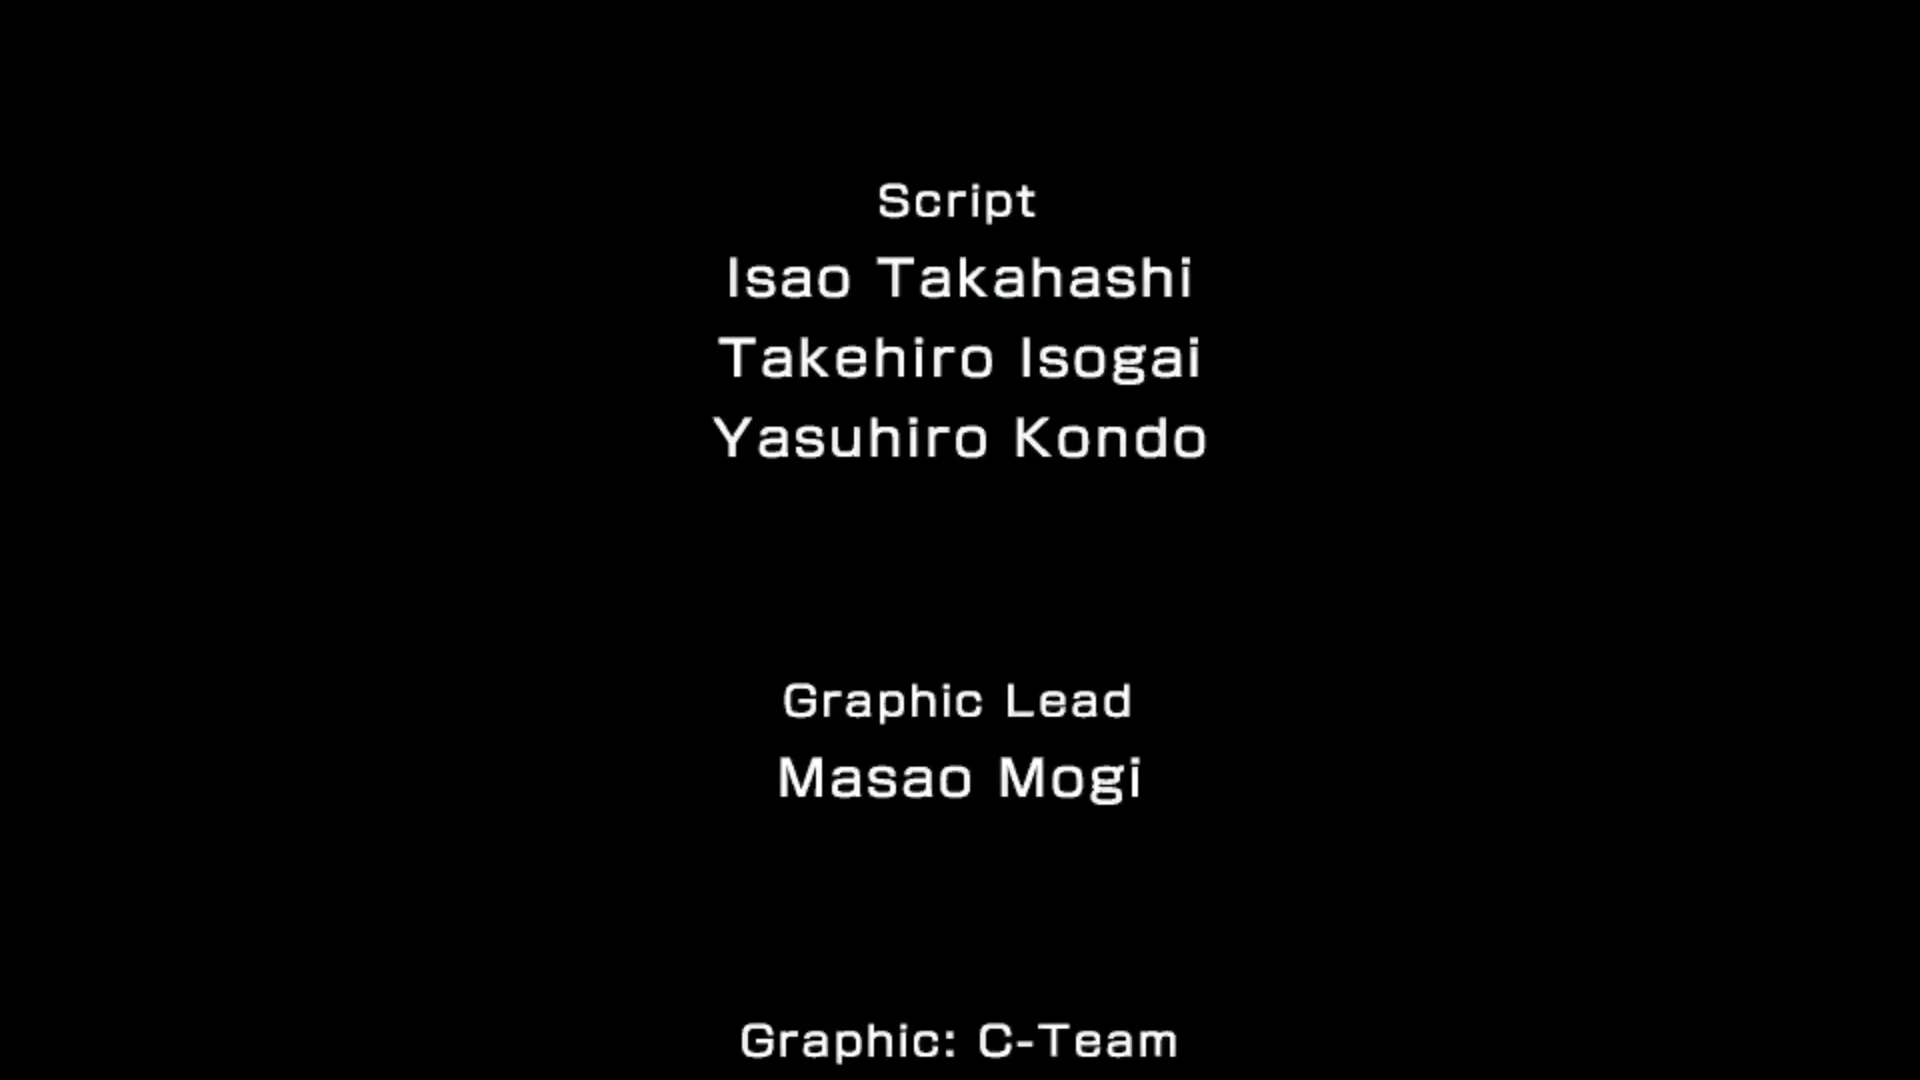 Script
Isao Takahashi
Takehiro Isogai
Yasuhiro Kondo
Graphic Lead
Masao Mogi
Graphic: C-Team